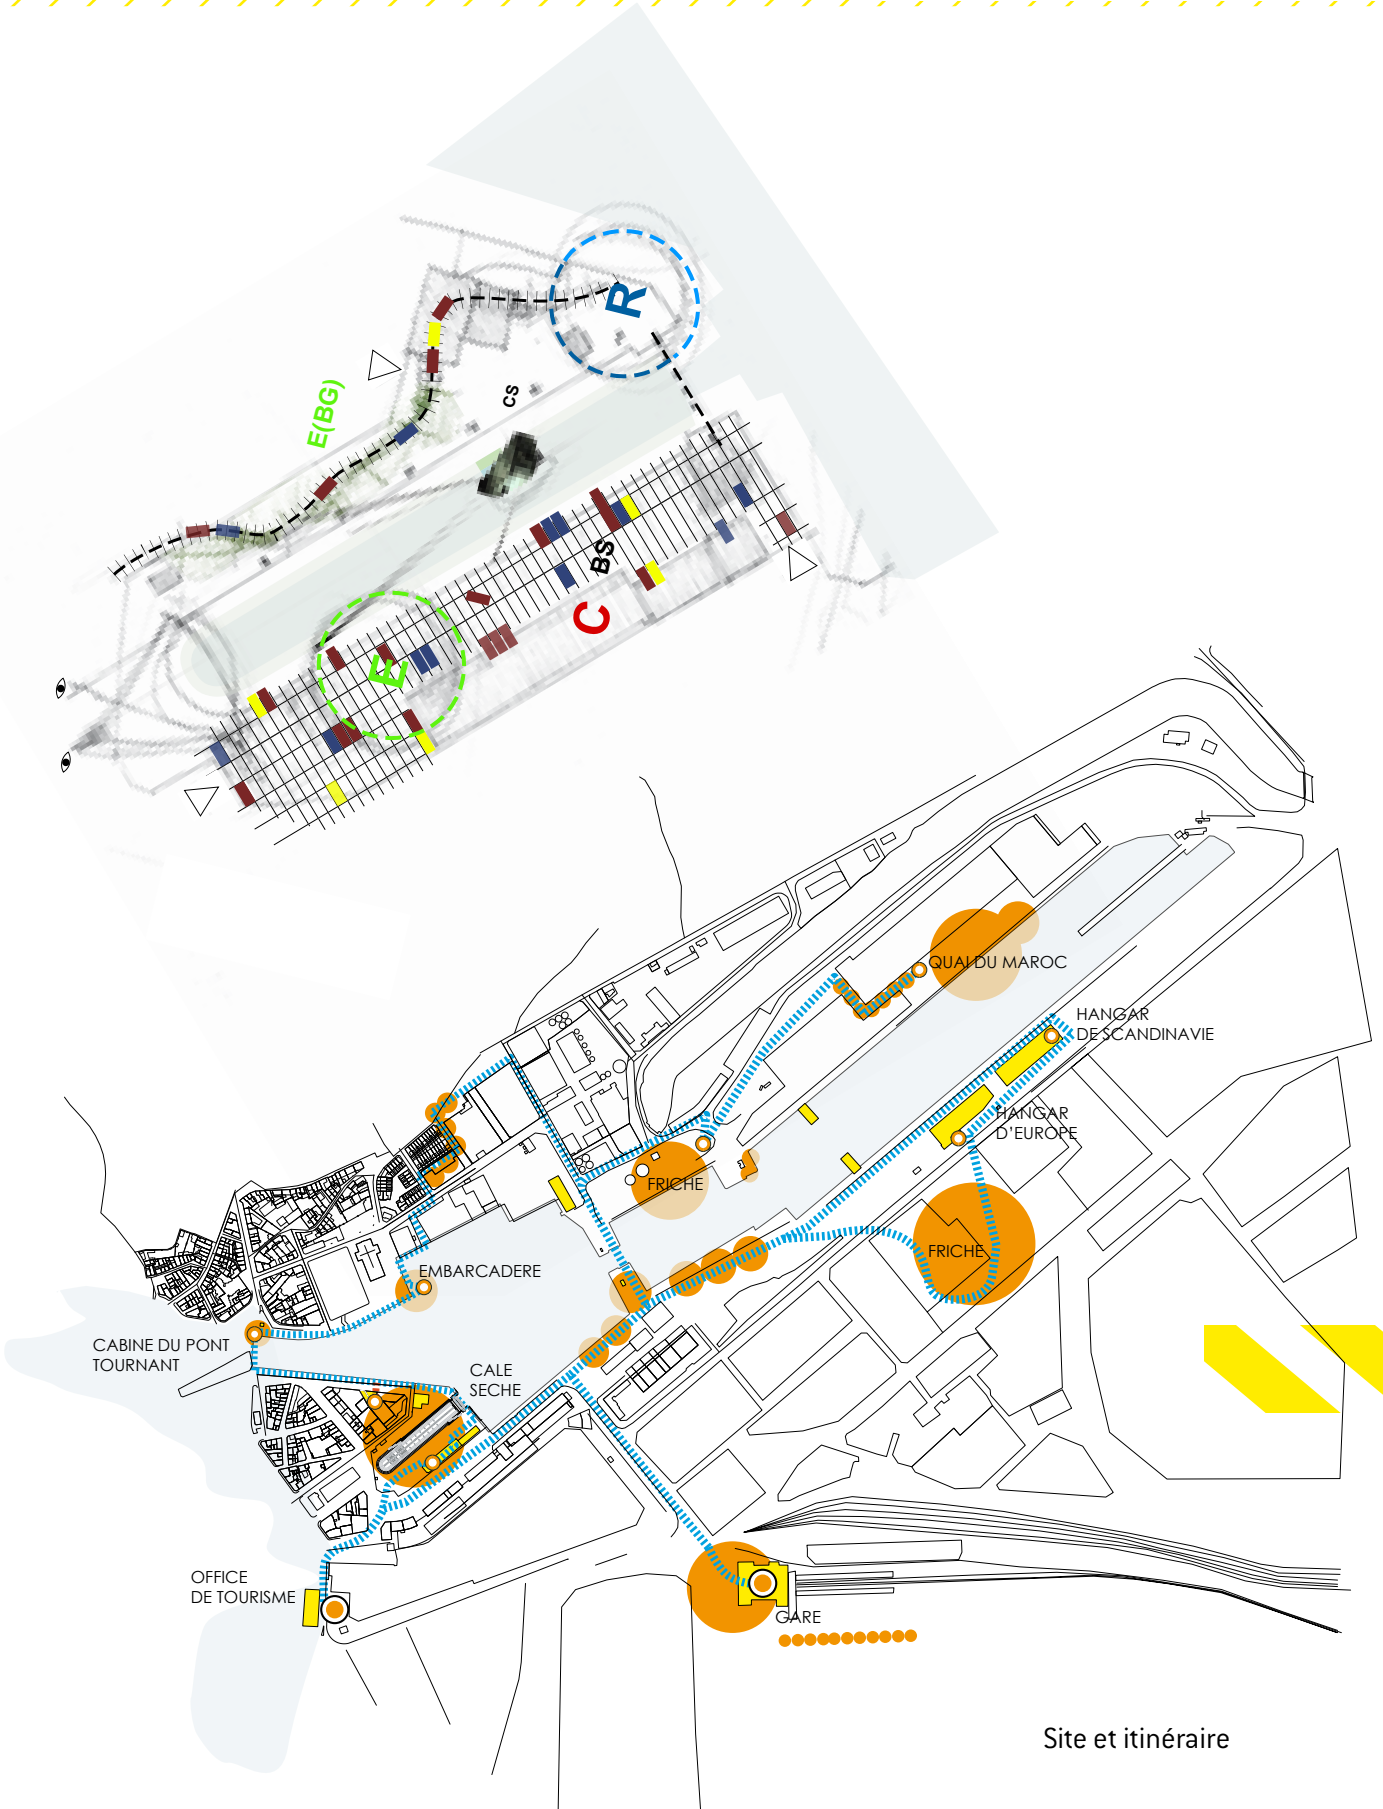 R
CS
E(BG)
BS
C
E
QUAI DU MAROC
HANGAR
DE SCANDINAVIE
HANGAR
D'EUROPE
FRICHE
FRICHE
EMBARCADERE
CABINE DU PONT
TOURNANT
CALE
SECHE
OFFICE
DE TOURISME
GARE
Site et itinéraire